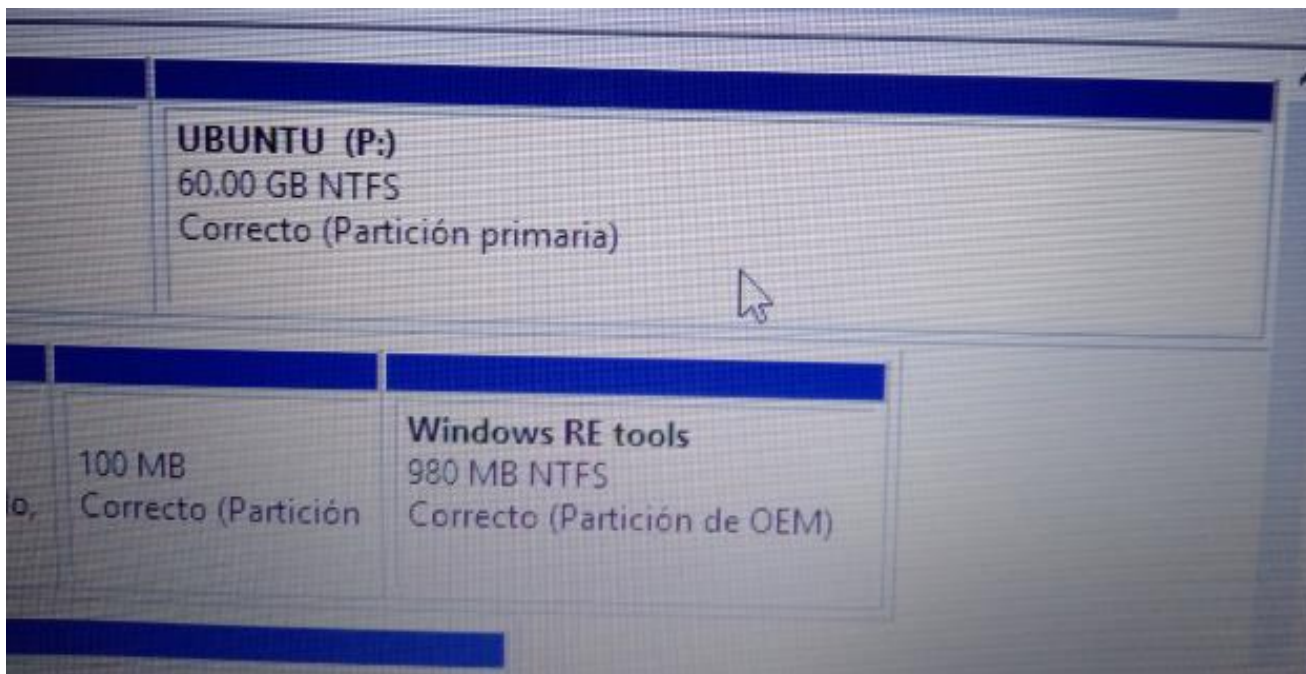 UBUNTU (P:)
60.00 GB NTFS
Correcto (Partición primaria)
100 MB
Correcto (Partición
Windows RE tools
980 MB NTFS
Correcto (Partición de OEM)